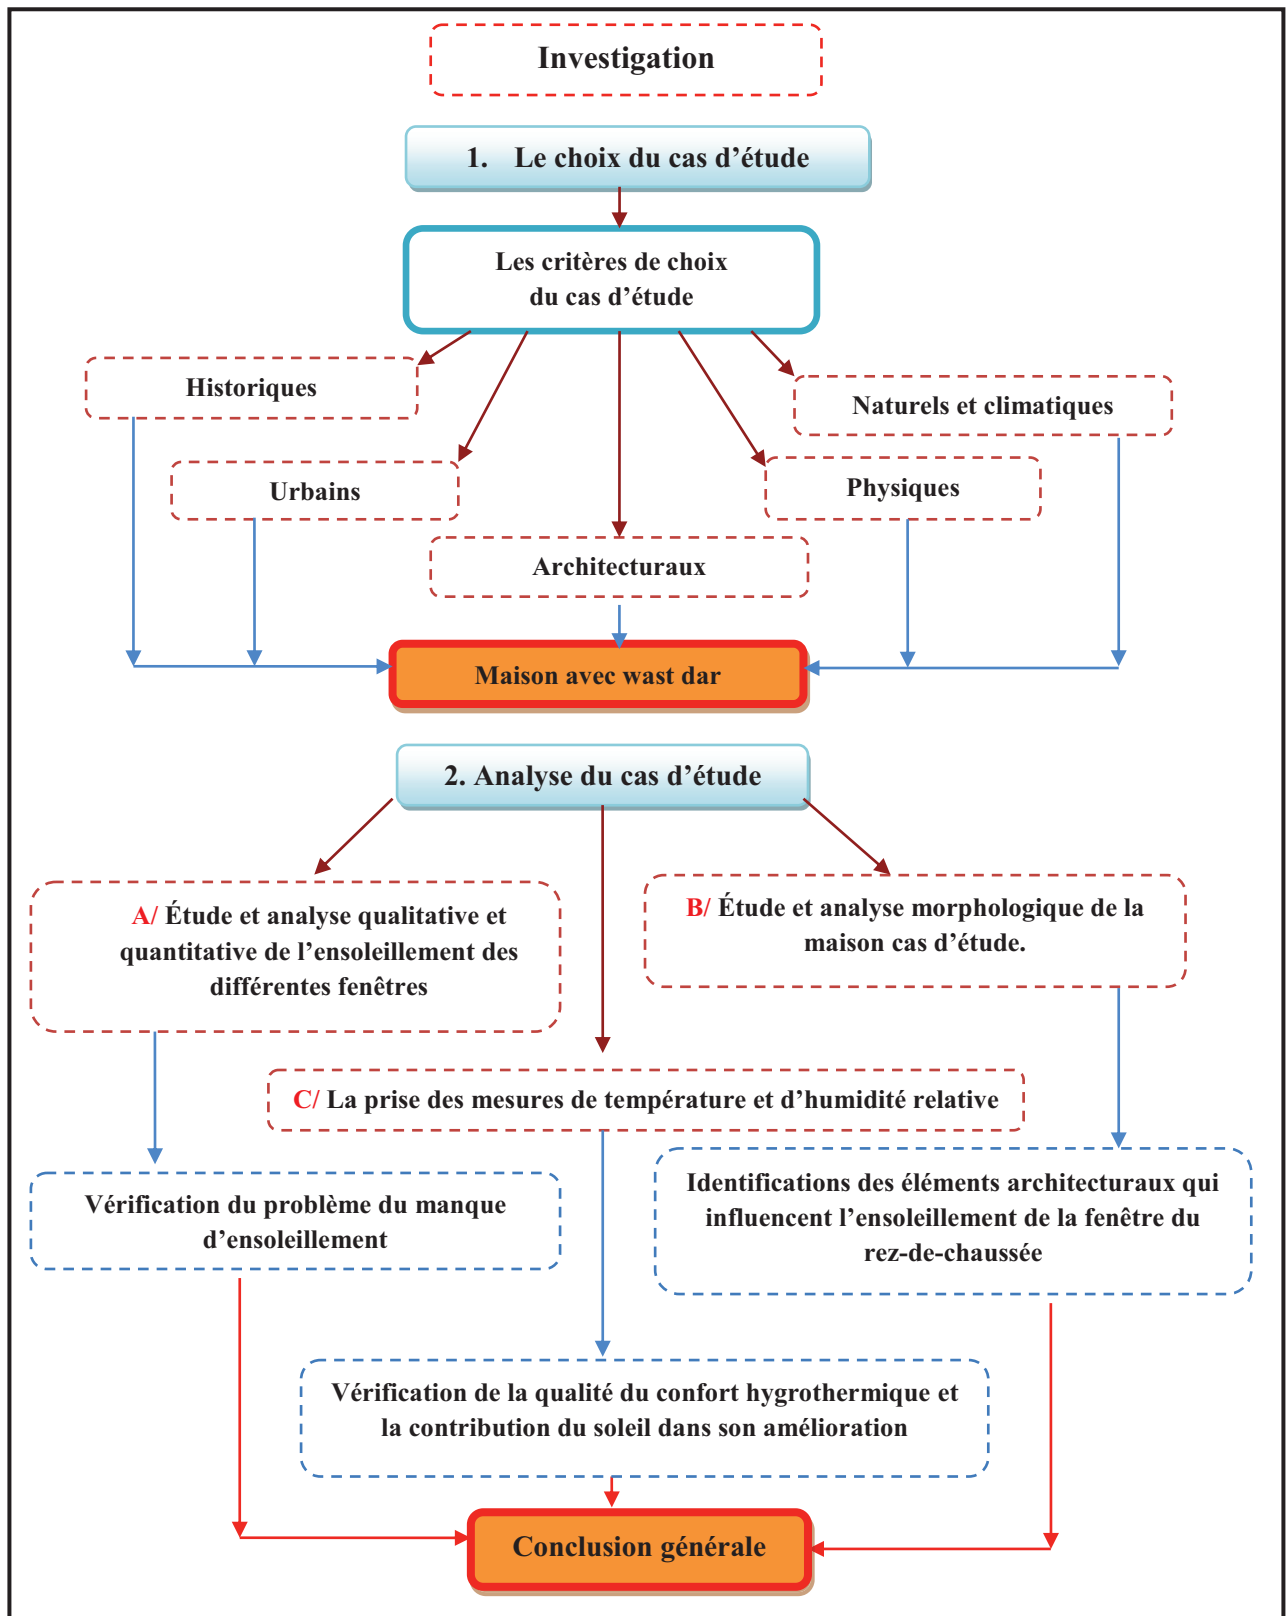 Investigation
1. Le choix du cas d’étude
Les critères de choix
du cas d’étude
Historiques
Naturels et climatiques
Urbains
Physiques
Architecturaux
Maison avec wast dar
2. Analyse du cas d’étude
A/ Étude et analyse qualitative et
quantitative de l’ensoleillement des
différentes fenêtres
B/ Étude et analyse morphologique de la
maison cas d’étude.
C/ La prise des mesures de température et d’humidité relative
Vérification du problème du manque
d’ensoleillement
Identifications des éléments architecturaux qui
influencent l’ensoleillement de la fenêtre du
rez-de-chaussée
Vérification de la qualité du confort hygrothermique et
la contribution du soleil dans son amélioration
Conclusion générale